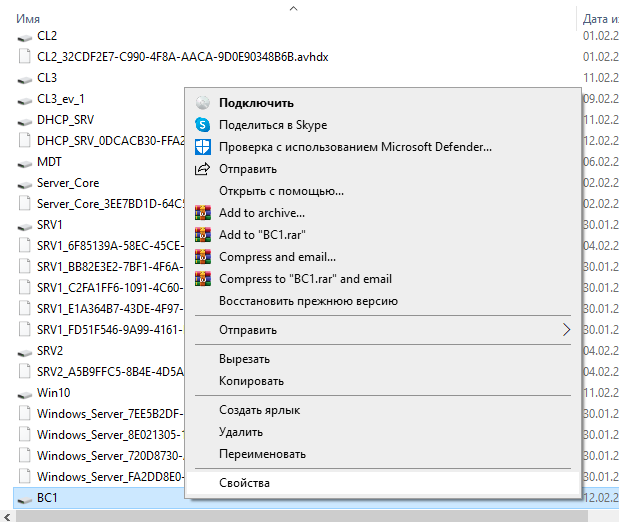 Имя
Дата из
CL2
01.02.2
CL2_32CDF2E7-C990-4F8A-AACA-9D0E90348B6B.avhdx
01.02.2
CL3
11.02.2
CL3_ev_1
09.02.2
DHCP_SRV
11.02.2
DHCP_SRV_0DCACB30-FFA2
12.02.2
MDT
06.02.2
Server_Core
02.02.2
Server_Core_3EE7BD1D-64C5
02.02.2
SRV1
30.01.2
SRV1_6F85139A-58EC-45CE-
04.02.2
SRV1_BB82E3E2-7BF1-4F6A-
30.01.2
SRV1_C2FA1FF6-1091-4C60-
30.01.2
SRV1_E1A364B7-43DE-4F97-
30.01.2
SRV1_FD51F546-9A99-4161-
30.01.2
SRV2
04.02.2
SRV2_A5B9FFC5-8B4E-4D5A
04.02.2
Win10
11.02.2
Windows_Server_7EE5B2DF-
30.01.2
Windows_Server_8E021305-
30.01.2
Windows_Server_720D8730-
30.01.2
Windows_Server_FA2DD8E0-
30.01.2
BC1
12.02.2
Подключить
Поделиться в Skype
Проверка с использованием Microsoft Defender...
Отправить
Открыть с помощью...
Add to archive...
Add to "BC1.rar"
Compress and email...
Compress to "BC1.rar" and email
Восстановить прежнюю версию
Отправить
Вырезать
Копировать
Создать ярлык
Удалить
Переименовать
Свойства